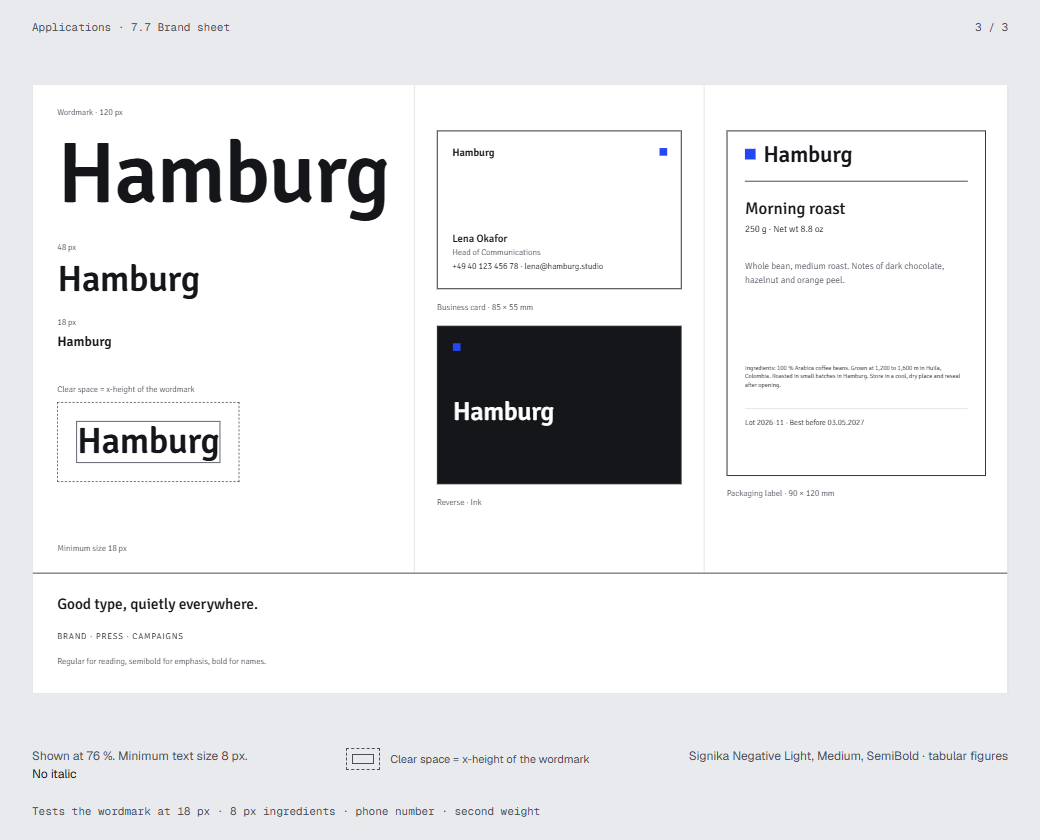 Applications · 7.7 Brand sheet
3 / 3
Wordmark · 120 px
Hamburg
48 px
Hamburg
18 px
Hamburg
Clear space = x-height of the wordmark
Hamburg
Minimum size 18 px
Hamburg
Lena Okafor
Head of Communications
+49 40 123 456 78 · lena@hamburg.studio
Business card · 85 × 55 mm
Hamburg
Reverse · Ink
Hamburg
Morning roast
250 g · Net wt 8.8 oz
Whole bean, medium roast. Notes of dark chocolate,
hazelnut and orange peel.
Ingredients: 100 % Arabica coffee beans. Grown at 1,200 to 1,600 m in Huila,
Colombia. Roasted in small batches in Hamburg. Store in a cool, dry place and reseal
after opening.
Lot 2026-11 · Best before 03.05.2027
Packaging label · 90 × 120 mm
Good type, quietly everywhere.
BRAND · PRESS · CAMPAIGNS
Regular for reading, semibold for emphasis, bold for names.
Shown at 76 %. Minimum text size 8 px.
No italic
Clear space = x-height of the wordmark
Signika Negative Light, Medium, SemiBold · tabular figures
Tests the wordmark at 18 px · 8 px ingredients · phone number · second weight